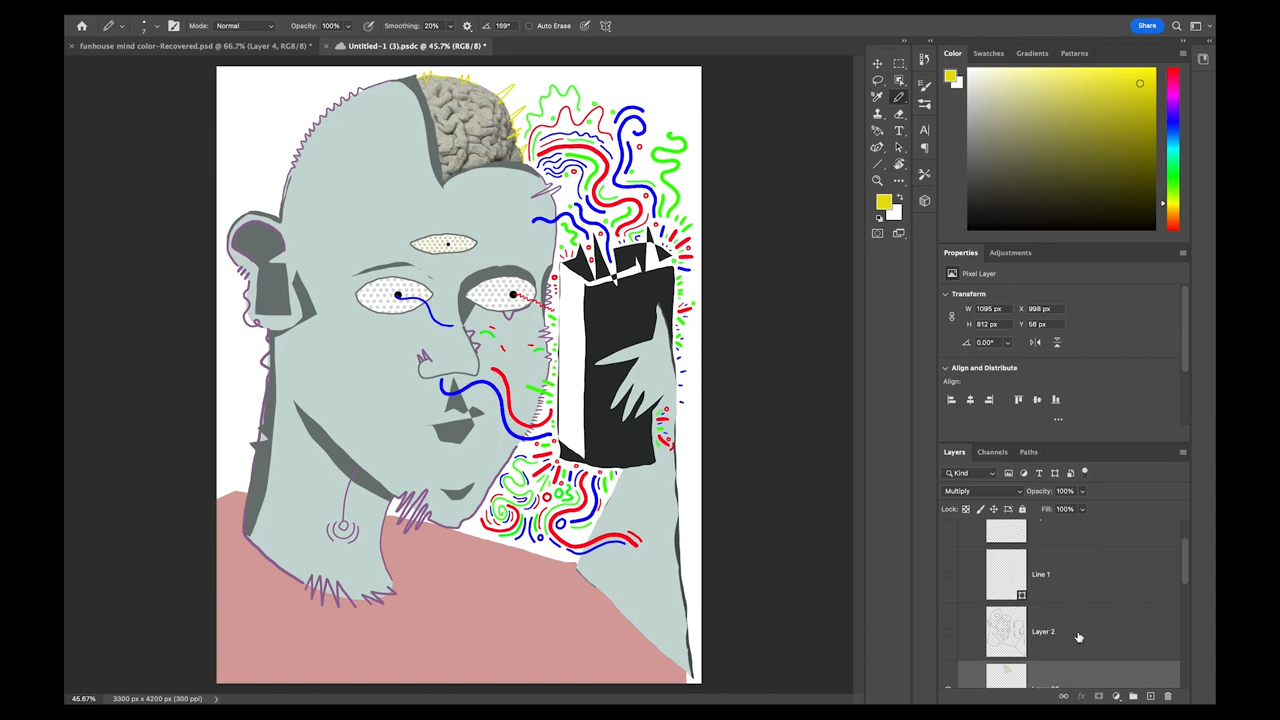 7
Mode: Normal
Opacity: 100%
Smoothing: 20%
169°
Auto Erase
Share
× funhouse mind color-Recovered.psd @ 66.7% (Layer 4, RGB/8) *
× Untitled-1 (3).psdc @ 45.7% (RGB/8) *
Color
Swatches
Gradients
Patterns
Properties
Adjustments
Pixel Layer
Transform
W 1095 px X 998 px
H 812 px Y 56 px
0.00°
Align and Distribute
Align:
Layers
Channels
Paths
Kind
Multiply
Opacity: 100%
Lock:
Fill: 100%
Line 1
Layer 2
45.67%
3300 px x 4200 px (300 ppi)